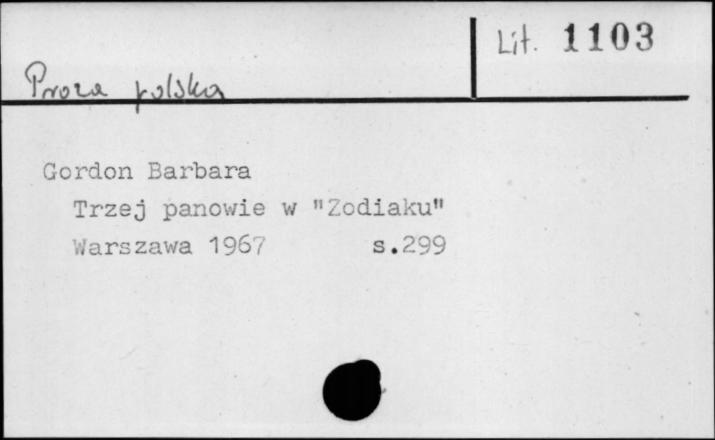 Lit. 1103
Proza polska
Gordon Barbara
Trzej panowie w "Zodiaku"
Warszawa 1967 s.299